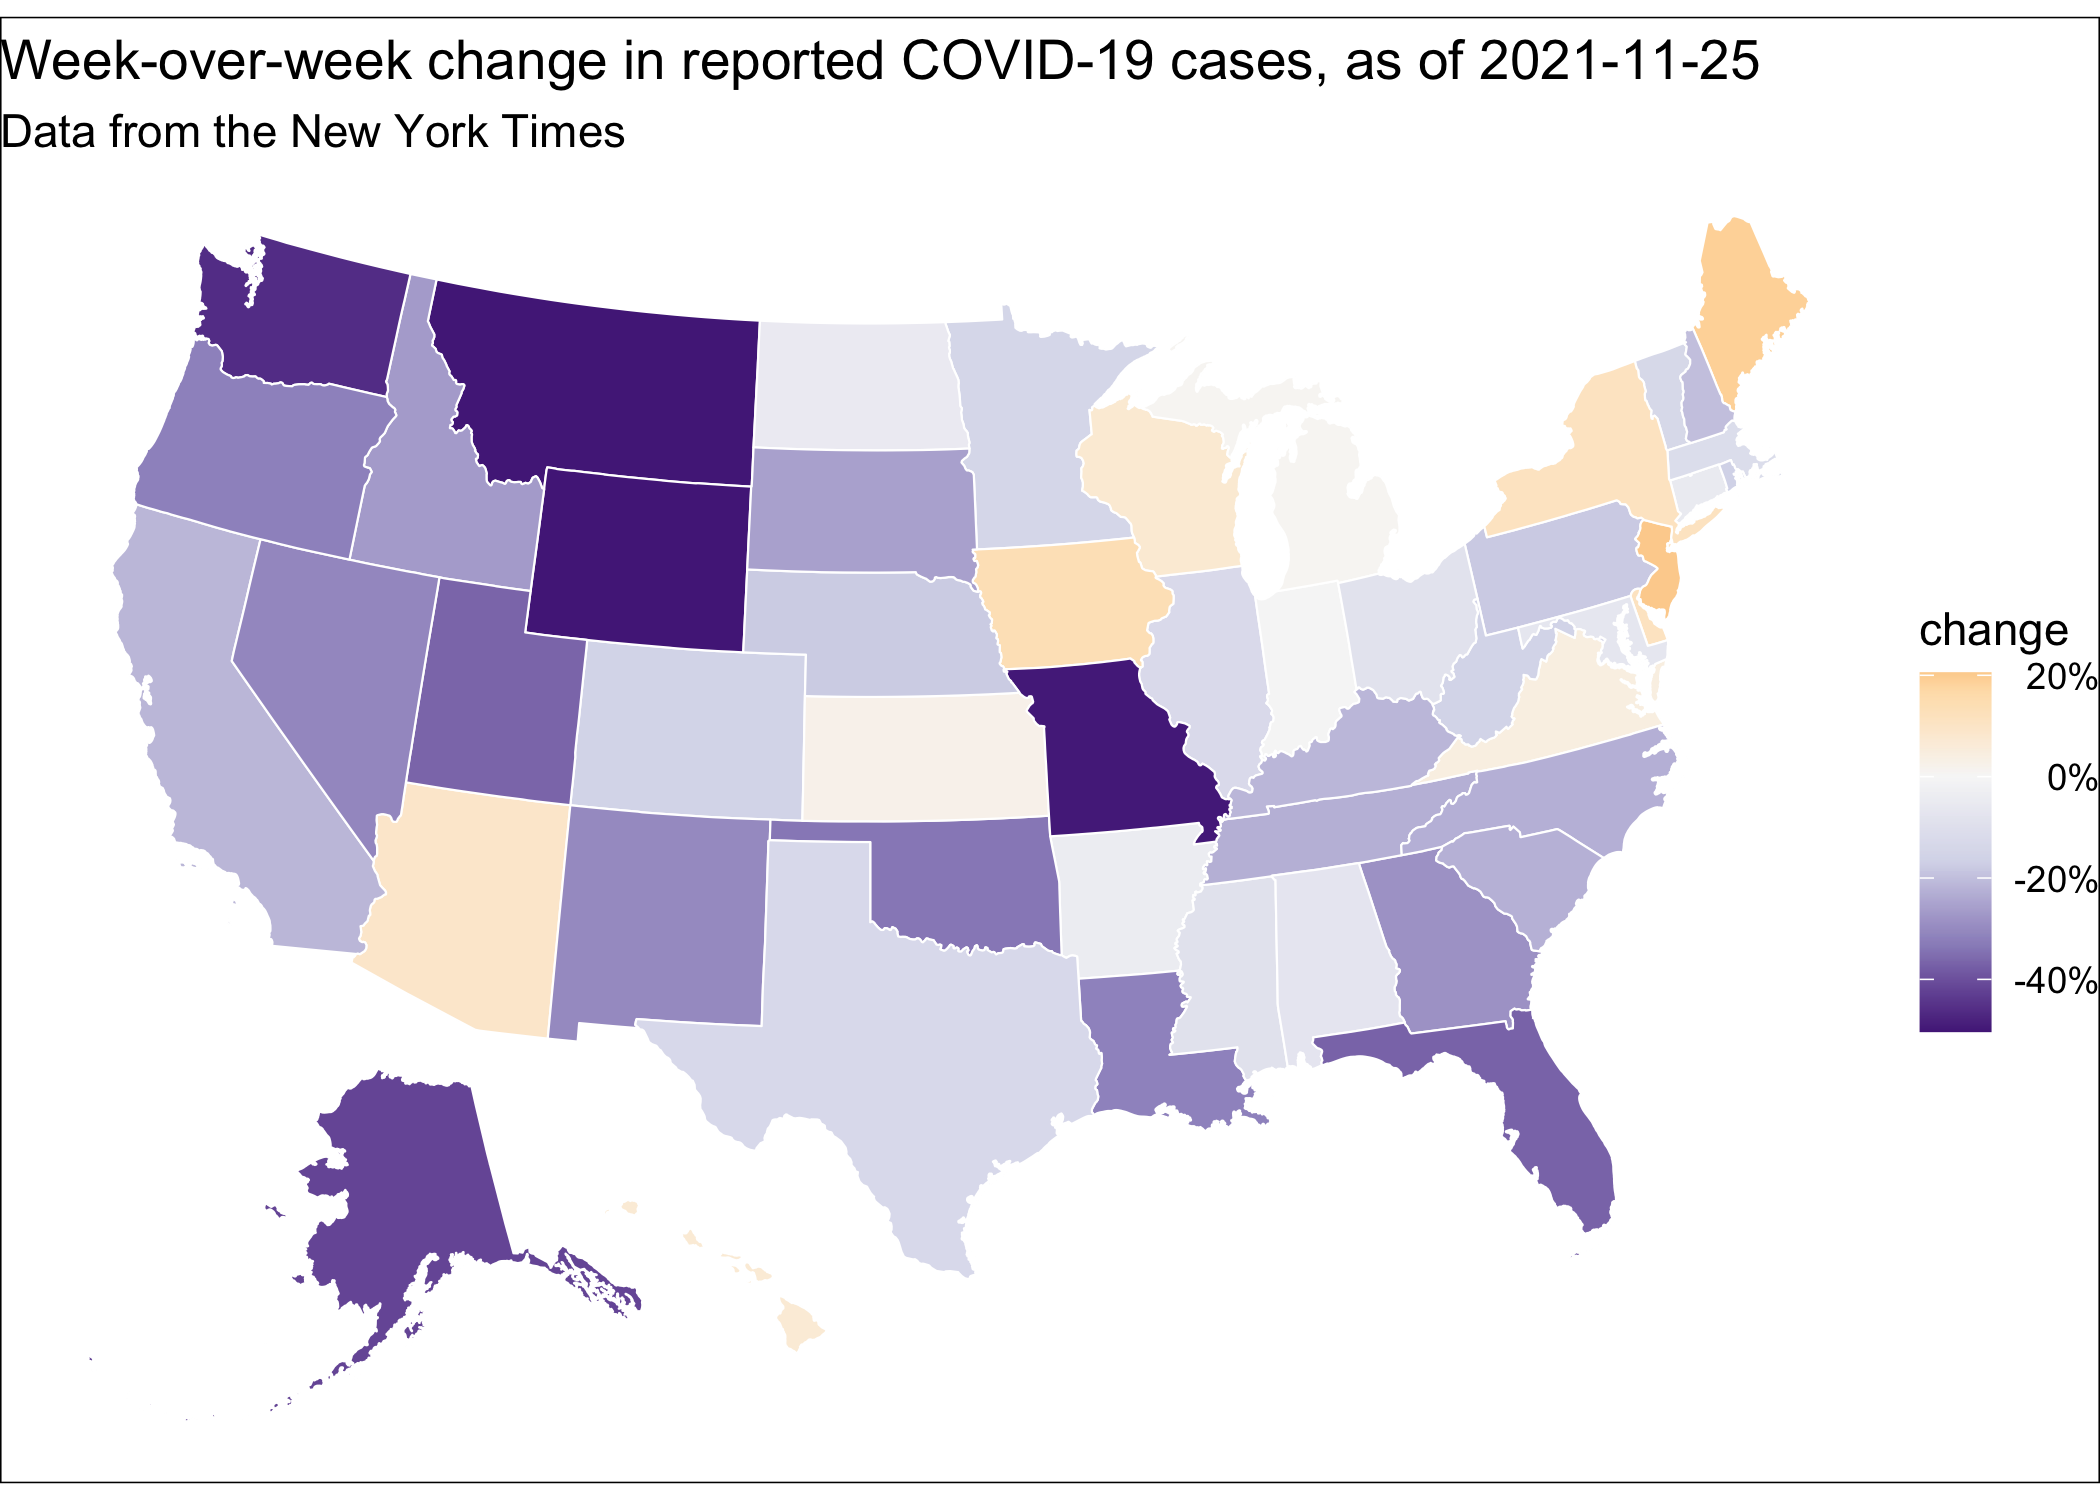 Week-over-week change in reported COVID-19 cases, as of 2021-11-25
Data from the New York Times
change
20%
0%
-20%
-40%